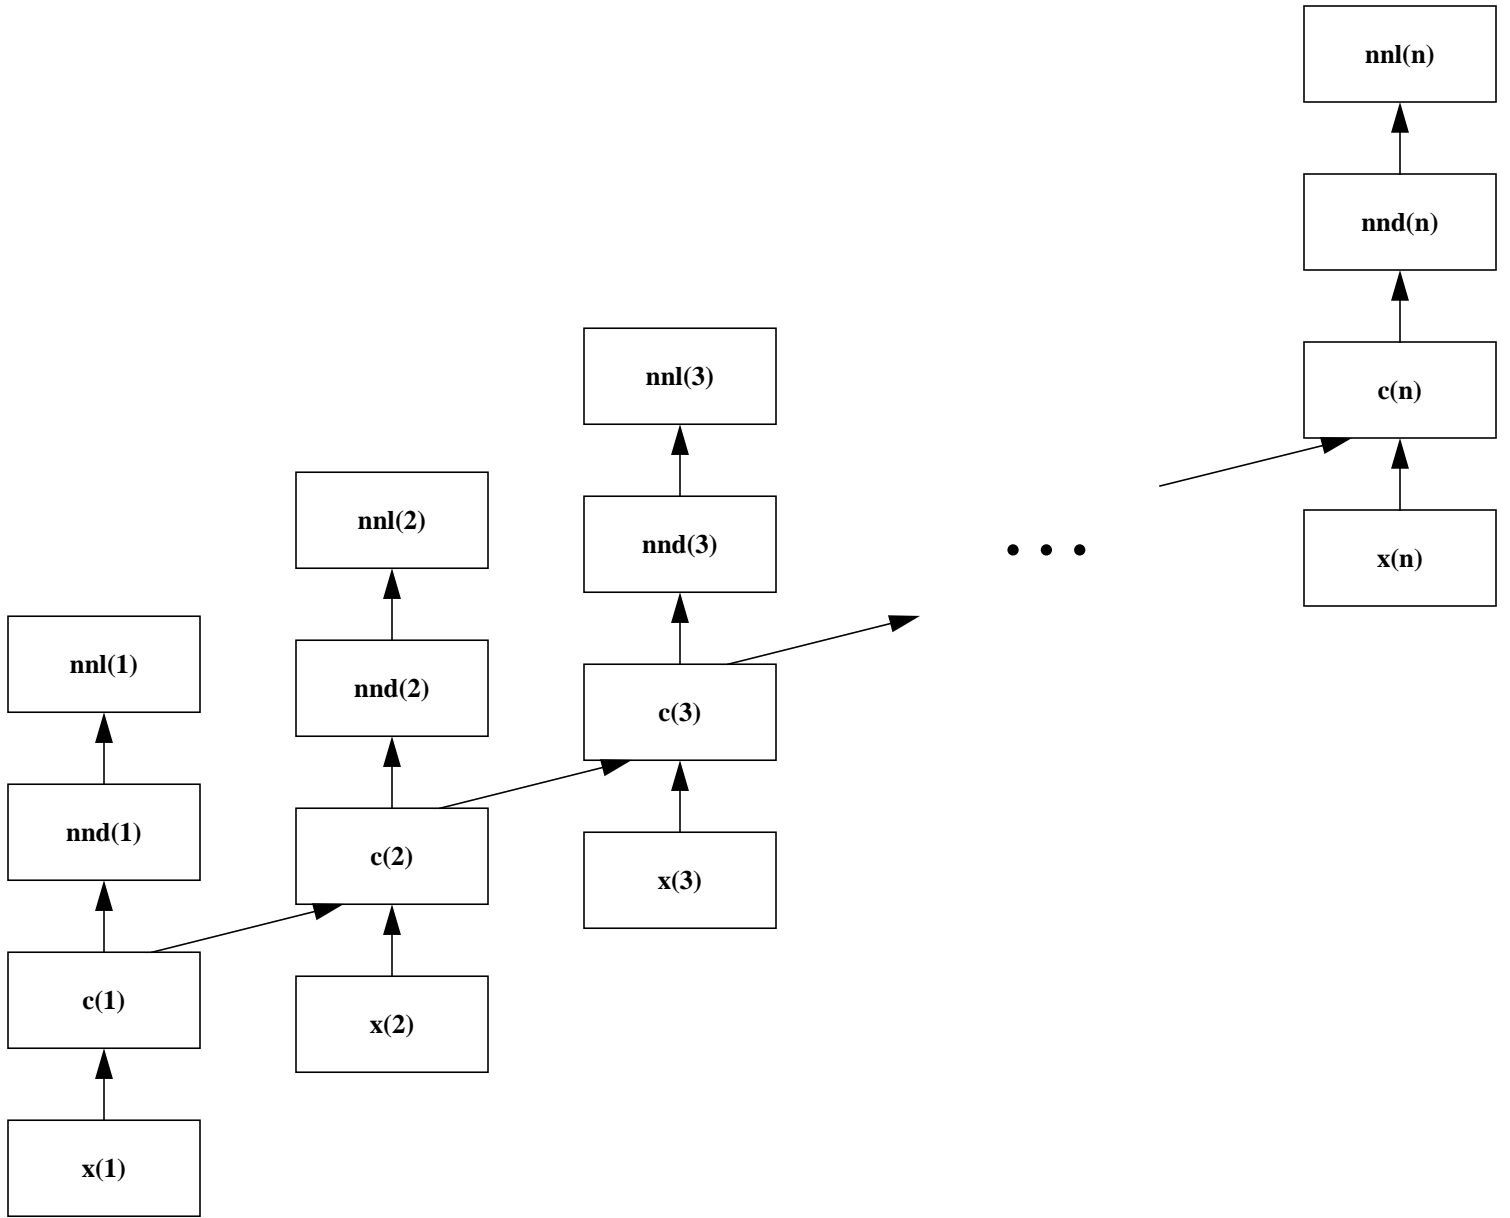 nnl(1)
nnd(1)
c(1)
x(1)
nnl(2)
nnd(2)
c(2)
x(2)
nnl(3)
nnd(3)
c(3)
x(3)
• • •
nnl(n)
nnd(n)
c(n)
x(n)